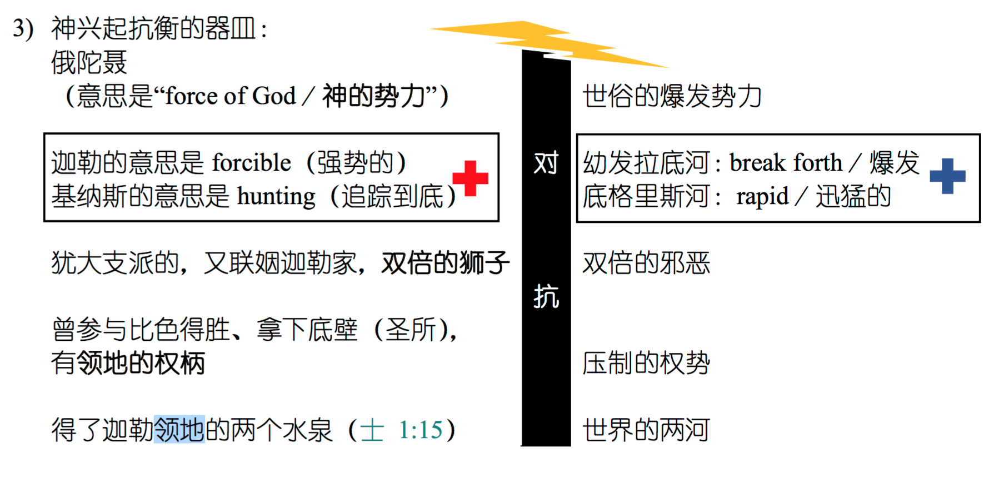 3) 神兴起抗衡的器皿：
俄陀聂
（意思是“force of God / 神的势力”）
世俗的爆发势力
迦勒的意思是 forcible（强势的）
基纳斯的意思是 hunting（追踪到底）
对
幼发拉底河：break forth / 爆发
底格里斯河：rapid / 迅猛的
犹大支派的，又联姻迦勒家，双倍的狮子
双倍的邪恶
抗
曾参与比色得胜、拿下底壁（圣所），
有领地的权柄
压制的权势
得了迦勒领地的两个水泉（士 1:15）
世界的两河